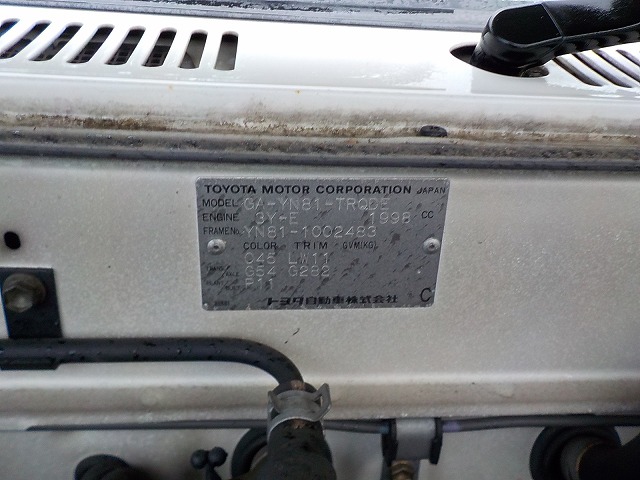 TOYOTA MOTOR CORPORATION JAPAN
MODEL GA-YN81-TRQDE
ENGINE 3Y-E 1998 CC
FRAME No. YN81-1002483
COLOR TRIM GVM(KG)
045 LW11
G54 G282
トヨタ自動車株式会社 C